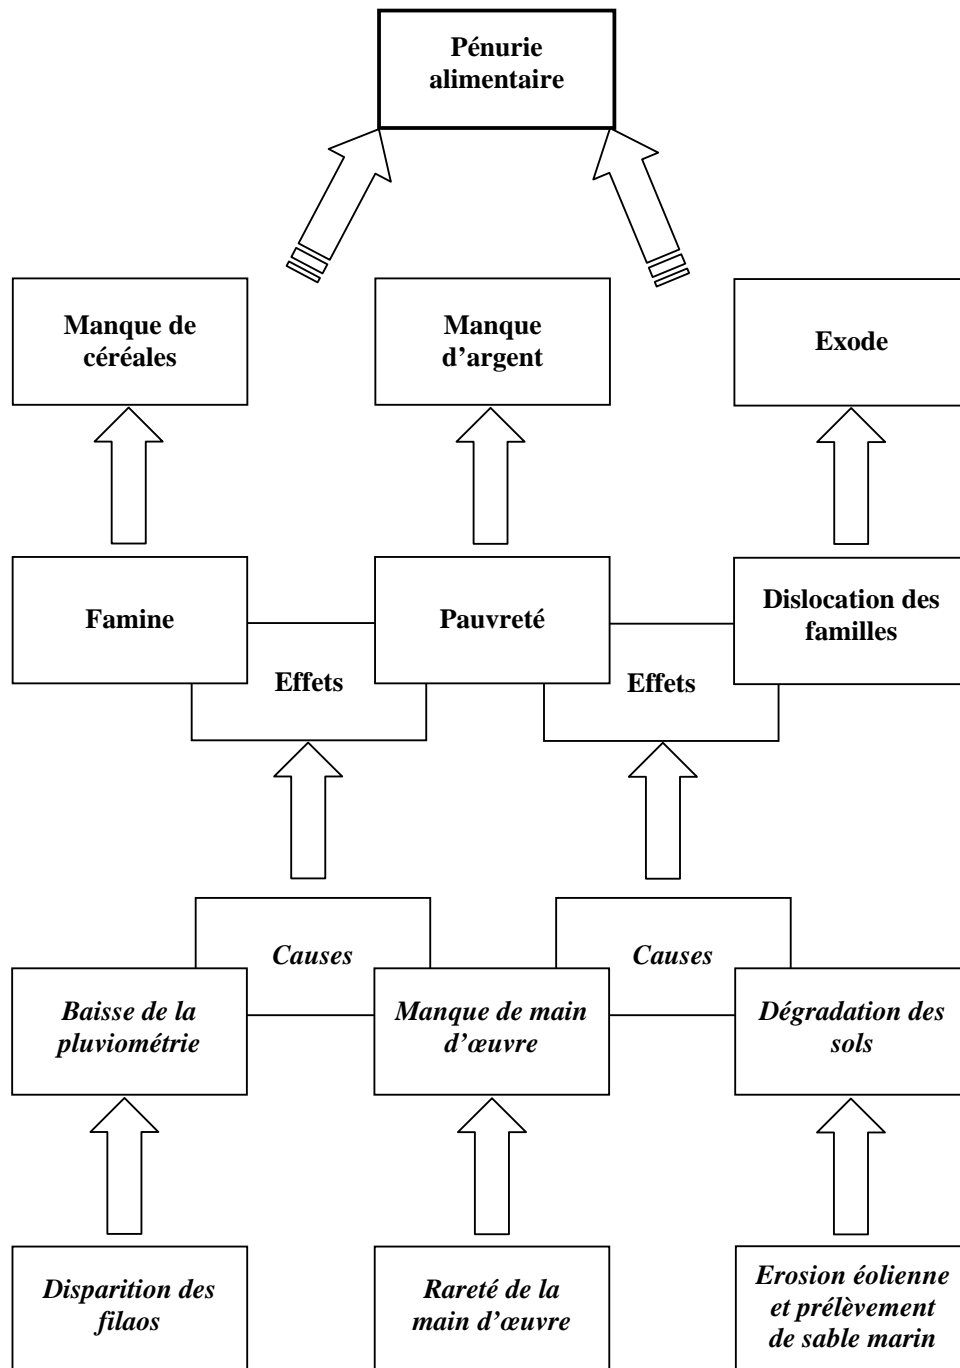 Pénurie
alimentaire
Manque de
céréales
Manque
d'argent
Exode
Famine
Pauvreté
Dislocation des
familles
Effets
Effets
Causes
Causes
Baisse de la
pluviométrie
Manque de main
d'œuvre
Dégradation des
sols
Disparition des
filaos
Rareté de la
main d'œuvre
Erosion éolienne
et prélèvement
de sable marin